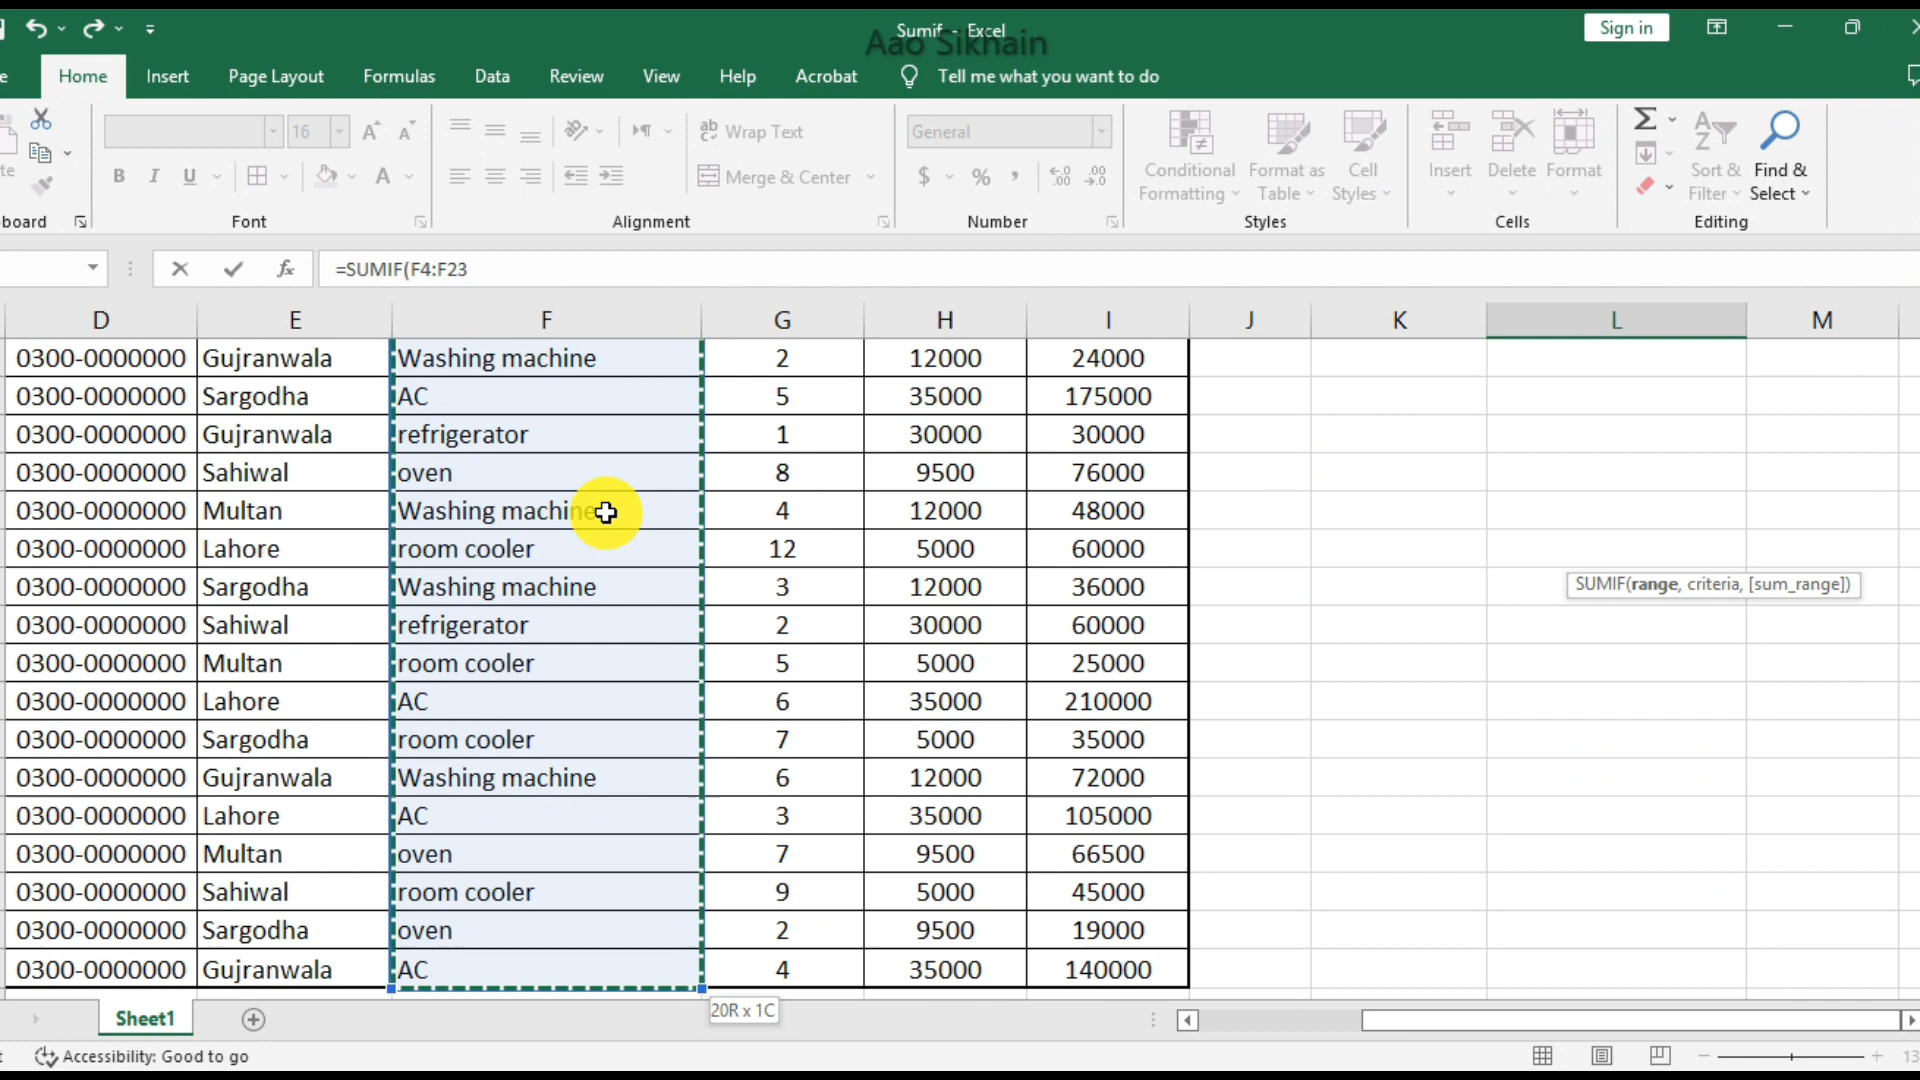 Sumif - Excel
Aao Sikhain
Sign in
e Home Insert Page Layout Formulas Data Review View Help Acrobat Tell me what you want to do
16 ab Wrap Text General
te B I U A Merge & Center $ % , Conditional Formatting Format as Table Cell Styles Insert Delete Format Sort & Filter Find & Select
board Font Alignment Number Styles Cells Editing
fx =SUMIF(F4:F23
D E F G H I J K L M
0300-0000000 Gujranwala Washing machine 2 12000 24000
0300-0000000 Sargodha AC 5 35000 175000
0300-0000000 Gujranwala refrigerator 1 30000 30000
0300-0000000 Sahiwal oven 8 9500 76000
0300-0000000 Multan Washing machine 4 12000 48000
0300-0000000 Lahore room cooler 12 5000 60000
SUMIF(range, criteria, [sum_range])
0300-0000000 Sargodha Washing machine 3 12000 36000
0300-0000000 Sahiwal refrigerator 2 30000 60000
0300-0000000 Multan room cooler 5 5000 25000
0300-0000000 Lahore AC 6 35000 210000
0300-0000000 Sargodha room cooler 7 5000 35000
0300-0000000 Gujranwala Washing machine 6 12000 72000
0300-0000000 Lahore AC 3 35000 105000
0300-0000000 Multan oven 7 9500 66500
0300-0000000 Sahiwal room cooler 9 5000 45000
0300-0000000 Sargodha oven 2 9500 19000
0300-0000000 Gujranwala AC 4 35000 140000
20R x 1C
Sheet1
Accessibility: Good to go